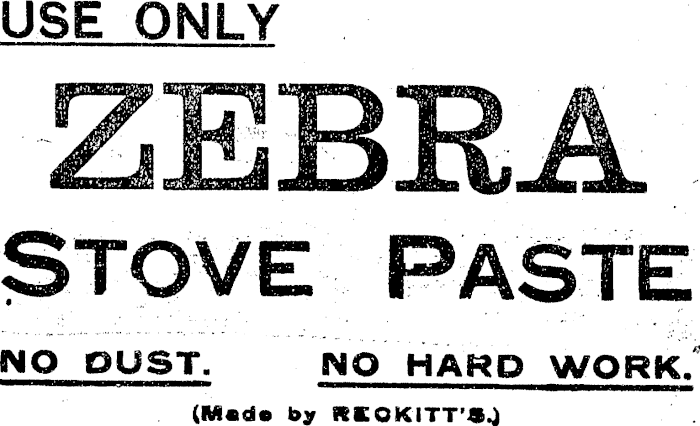 USE ONLY
ZEBRA
STOVE PASTE
NO DUST. NO HARD WORK.
(Made by RECKITT'S.)